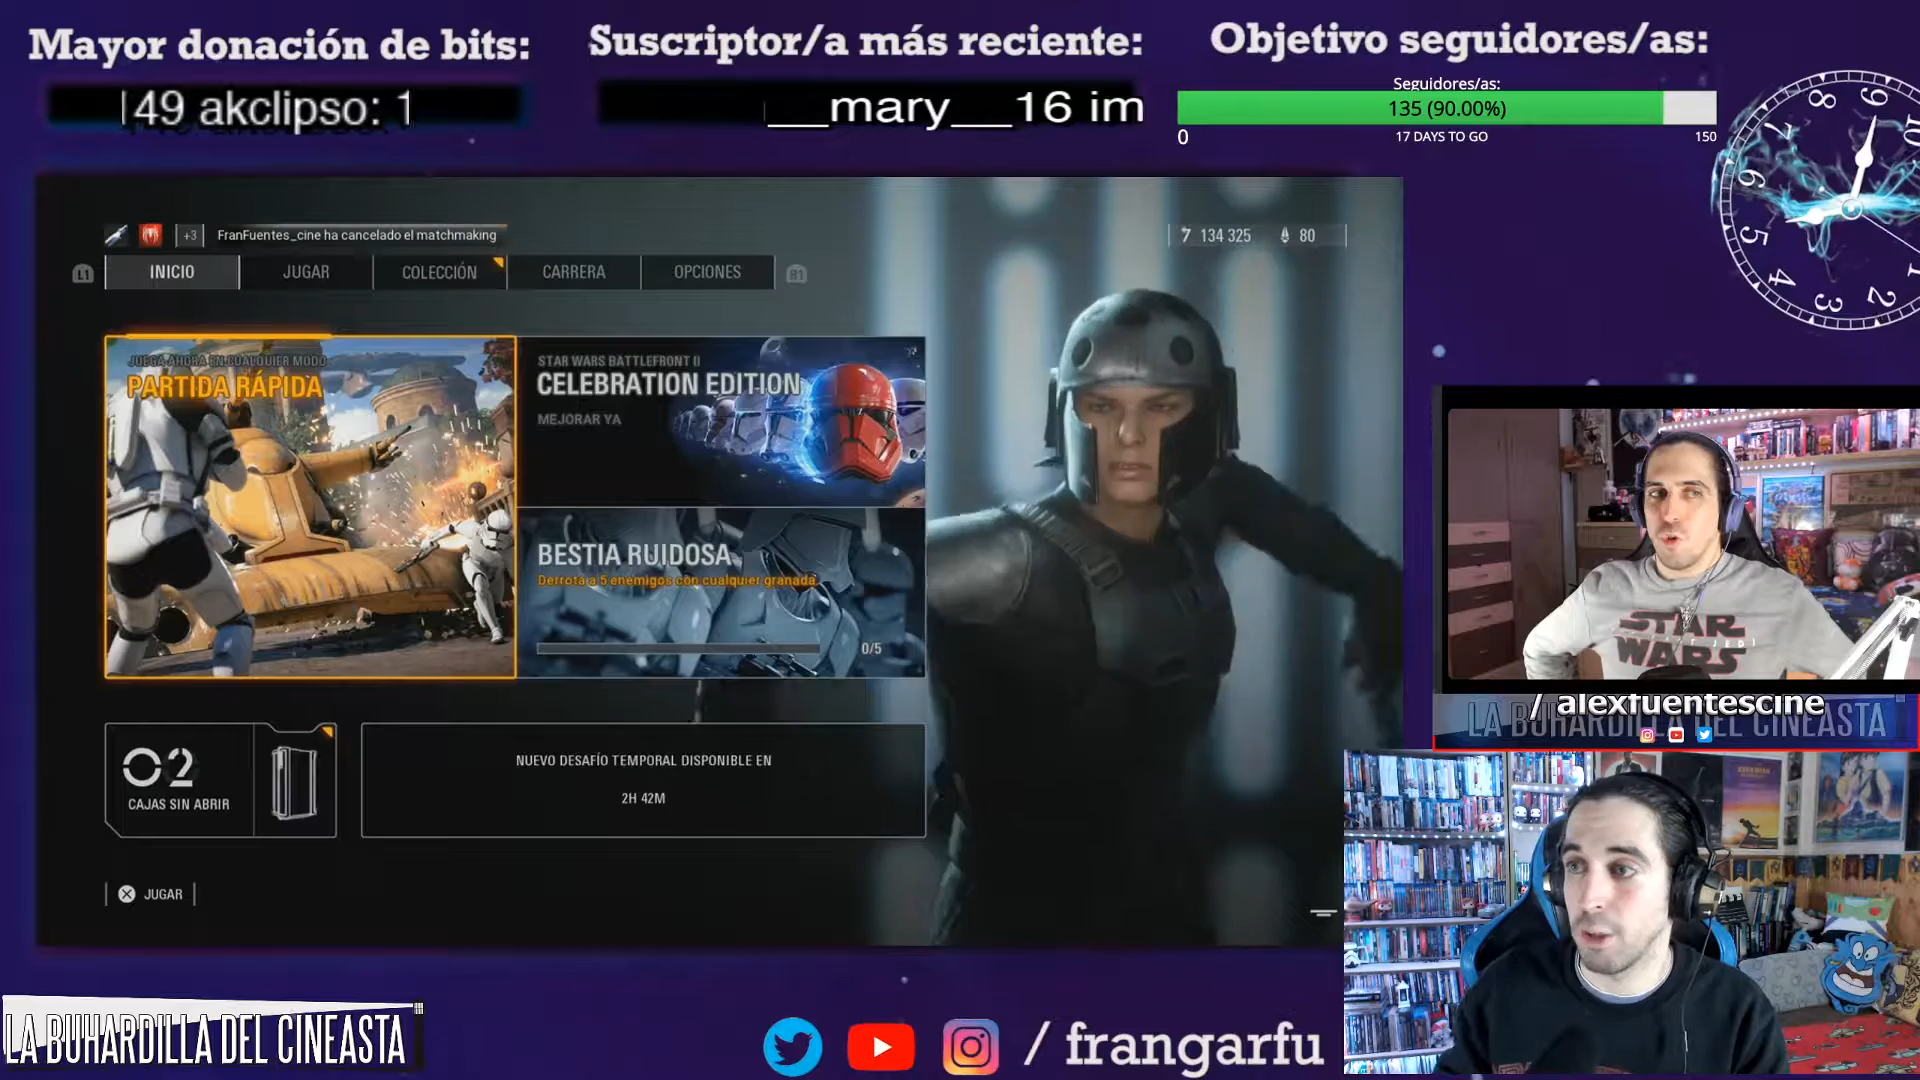 Mayor donación de bits:
149 akclipso: 1
Suscriptor/a más reciente:
__mary__16 im
Objetivo seguidores/as:
Seguidores/as:
135 (90.00%)
0
17 DAYS TO GO
150
+3
FranFuentes_cine ha cancelado el matchmaking
134 325
80
L1
INICIO
JUGAR
COLECCIÓN
CARRERA
OPCIONES
R1
JUEGA AHORA EN CUALQUIER MODO
PARTIDA RÁPIDA
STAR WARS BATTLEFRONT II
CELEBRATION EDITION
MEJORAR YA
BESTIA RUIDOSA
Derrota a 5 enemigos con cualquier granada.
0/5
02
CAJAS SIN ABRIR
NUEVO DESAFÍO TEMPORAL DISPONIBLE EN
2H 42M
JUGAR
STAR
JEDI
WARS
/ alexfuentescine
LA BUHARDILLA DEL CINEASTA
LA BUHARDILLA DEL CINEASTA
/ frangarfu